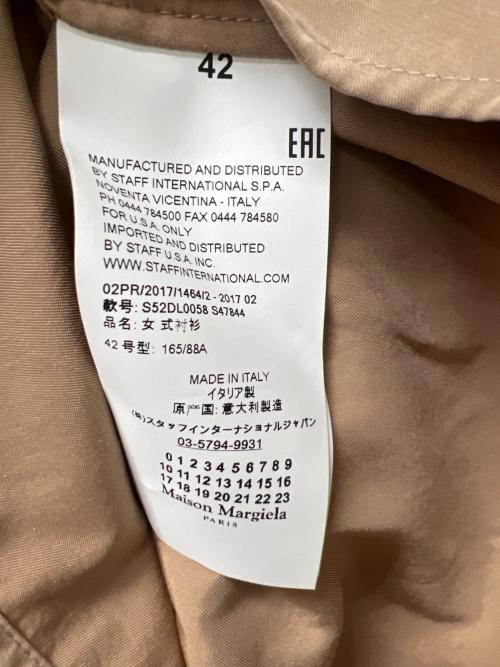 42
EAC
MANUFACTURED AND DISTRIBUTED
BY STAFF INTERNATIONAL S.P.A.
NOVENTA VICENTINA - ITALY
PH 0444 784500 FAX 0444 784580
FOR U.S.A. ONLY
IMPORTED AND DISTRIBUTED
BY STAFF U.S.A. INC.
WWW.STAFFINTERNATIONAL.COM
02PR/2017/1464/2 - 2017 02
款号: S52DL0058 S47844
品名: 女 式衬衫
42 号型: 165/88A
MADE IN ITALY
イタリア製
原产国: 意大利製造
(株)スタッフインターナショナルジャパン
03-5794-9931
0 1 2 3 4 5 6 7 8 9
10 11 12 13 14 15 16
17 18 19 20 21 22 23
Maison Margiela
PARIS